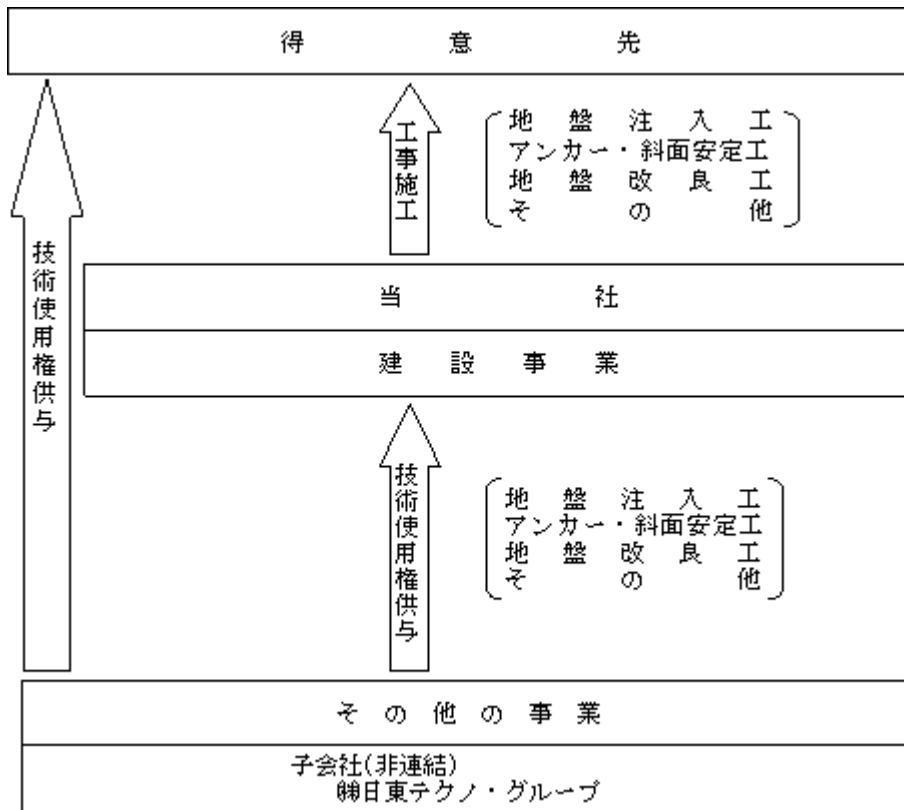 得意先
工事施工
地盤注入工
アンカー・斜面安定工
地盤改良工
その他
技術使用権供与
当社
建設事業
技術使用権供与
地盤注入工
アンカー・斜面安定工
地盤改良工
その他
その他の事業
子会社(非連結)
㈱日東テクノ・グループ